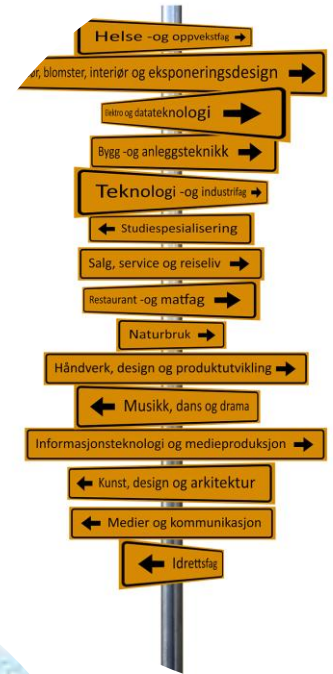 Helse -og oppvekstfag
blomster, interiør og eksponeringsdesign
Elektro og datateknologi
Bygg -og anleggsteknikk
Teknologi -og industrifag
Studiespesialisering
Salg, service og reiseliv
Restaurant -og matfag
Naturbruk
Håndverk, design og produktutvikling
Musikk, dans og drama
Informasjonsteknologi og medieproduksjon
Kunst, design og arkitektur
Medier og kommunikasjon
Idrettsfag